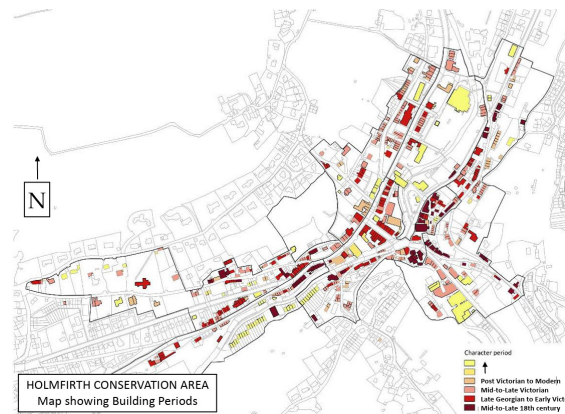 N
HOLMFIRTH CONSERVATION AREA
Map showing Building Periods
Character period
Post Victorian to Modern
Mid-to-Late Victorian
Late Georgian to Early Vict
: Mid-to-Late 18th century